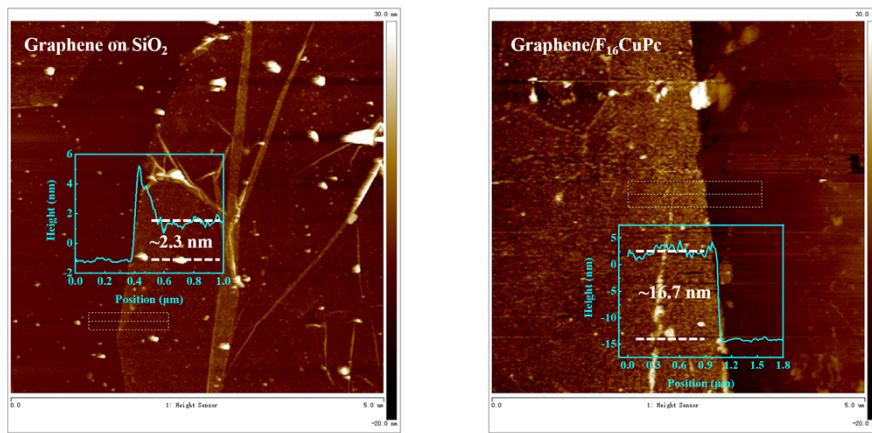 30.0 nm
Graphene on SiO₂
6
4
2
0
-2
Height (nm)
~2.3 nm
0.0 0.2 0.4 0.6 0.8 1.0
Position (μm)
0.0 1: Height Sensor 5.0 um
-20.0 nm
30.0 nm
Graphene/F₁₆CuPc
5
0
-5
-10
-15
Height (nm)
~16.7 nm
0.0 0.3 0.6 0.9 1.2 1.5 1.8
Position (μm)
0.0 1: Height Sensor 5.0 um
-20.0 nm